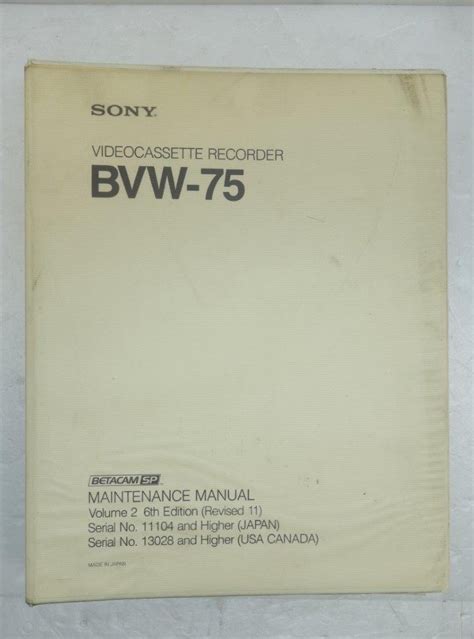 SONY
VIDEOCASSETTE RECORDER
BVW-75
BETACAM SP
MAINTENANCE MANUAL
Volume 2 6th Edition (Revised 11)
Serial No. 11104 and Higher (JAPAN)
Serial No. 13028 and Higher (USA CANADA)
MADE IN JAPAN